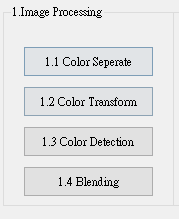 1.Image Processing
1.1 Color Seperate
1.2 Color Transform
1.3 Color Detection
1.4 Blending